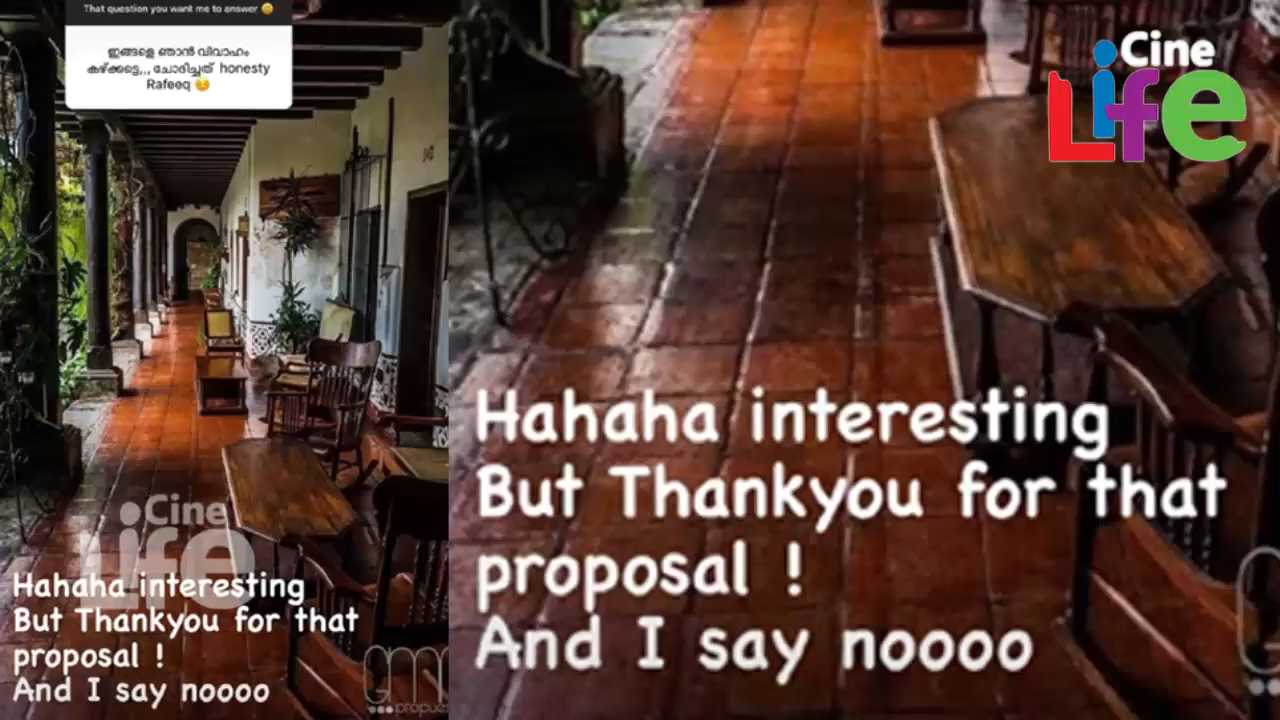 That question you want me to answer 😄
ഇങ്ങളെ ഞാൻ വിവാഹം
കഴ്ക്കട്ടെ,,, ചോദിച്ചത് honesty
Rafeeq 😉
Cine
Life
Hahaha interesting
But Thankyou for that
proposal !
And I say noooo
Cine
Life
Hahaha interesting
But Thankyou for that
proposal !
And I say noooo